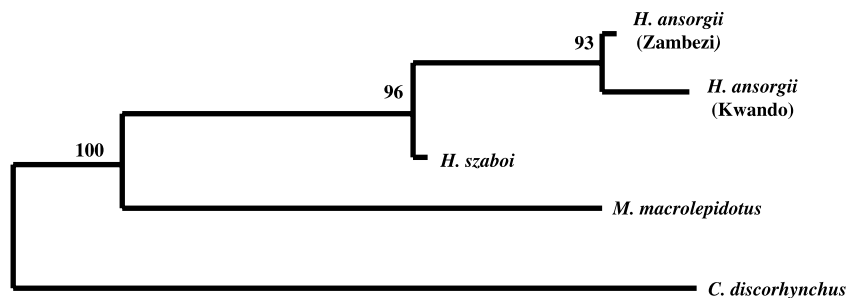 H. ansorgii
(Zambezi)
93
H. ansorgii
(Kwando)
96
100
H. szaboi
M. macrolepidotus
C. discorhynchus